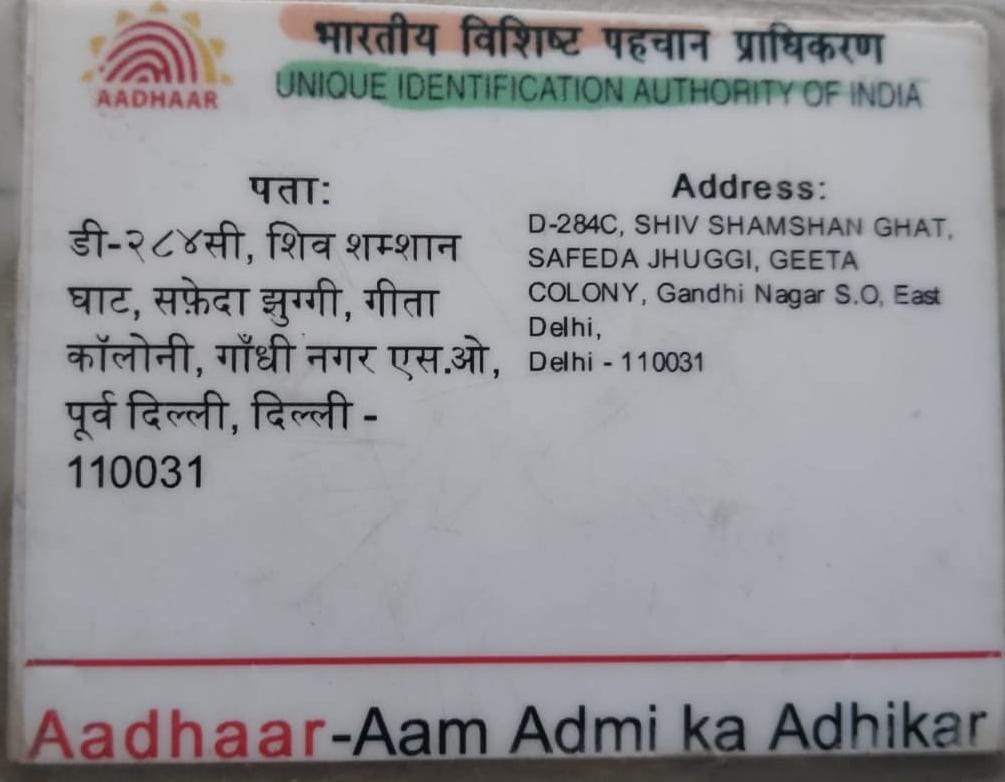 भारतीय विशिष्ट पहचान प्राधिकरण
UNIQUE IDENTIFICATION AUTHORITY OF INDIA
AADHAAR
पता:
डी-२८४सी, शिव शम्शान
घाट, सफ़ेदा झुग्गी, गीता
कॉलोनी, गाँधी नगर एस.ओ,
पूर्व दिल्ली, दिल्ली -
110031
Address:
D-284C, SHIV SHAMSHAN GHAT,
SAFEDA JHUGGI, GEETA
COLONY, Gandhi Nagar S.O, East
Delhi,
Delhi - 110031
Aadhaar-Aam Admi ka Adhikar